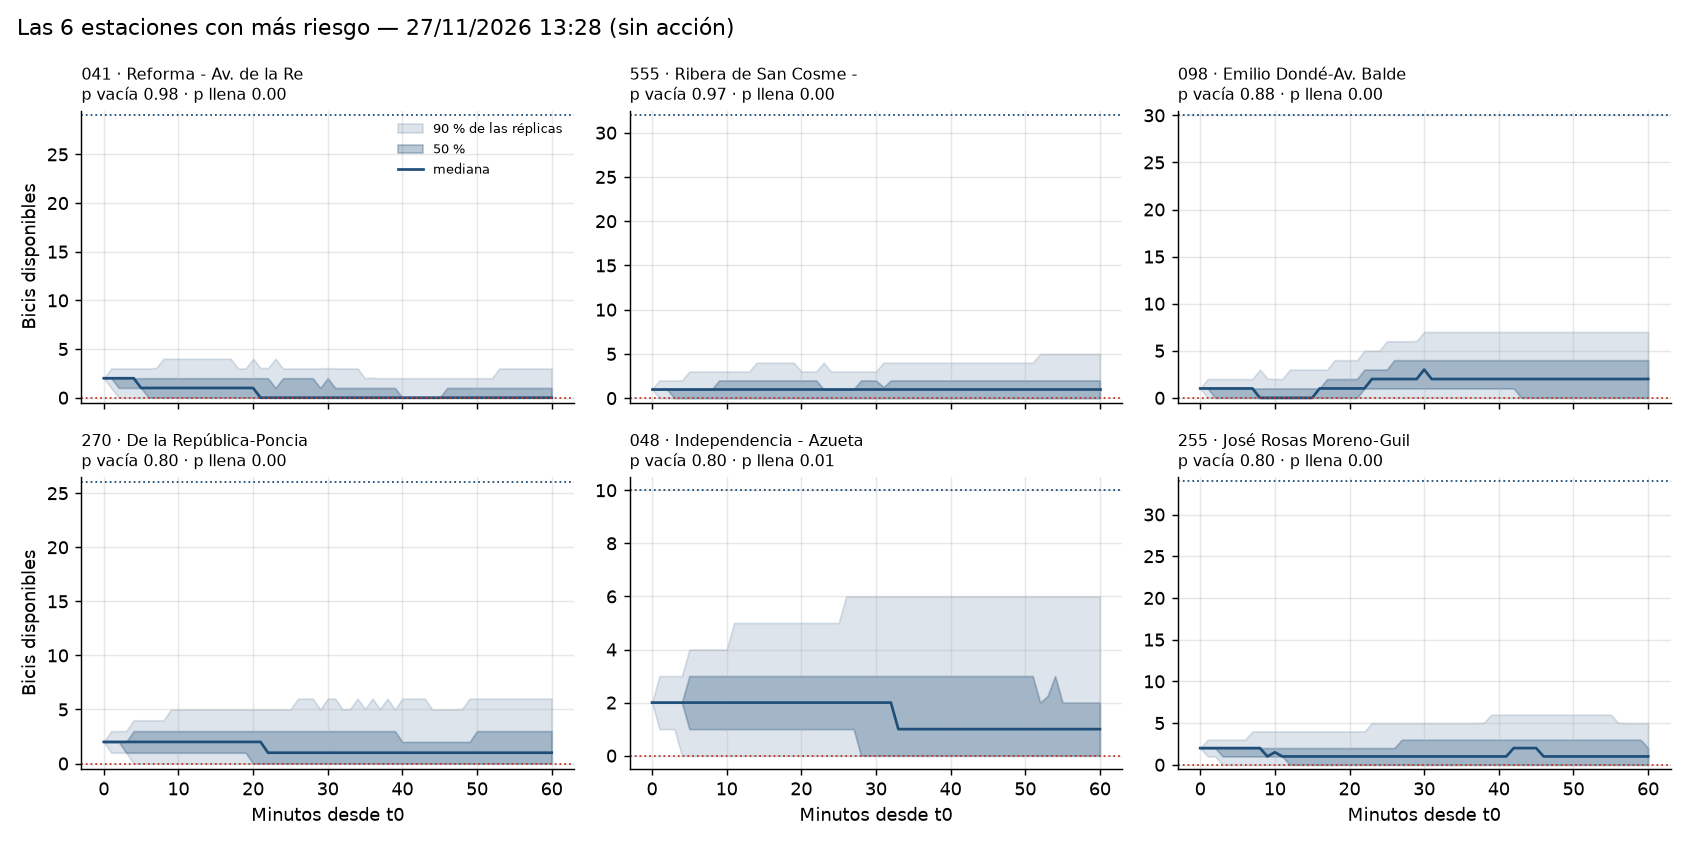 Las 6 estaciones con más riesgo — 27/11/2026 13:28 (sin acción)
041 · Reforma - Av. de la Re
p vacía 0.98 · p llena 0.00
90 % de las réplicas
50 %
mediana
25
20
15
10
5
0
Bicis disponibles
555 · Ribera de San Cosme -
p vacía 0.97 · p llena 0.00
30
25
20
15
10
5
0
098 · Emilio Dondé-Av. Balde
p vacía 0.88 · p llena 0.00
30
25
20
15
10
5
0
270 · De la República-Poncia
p vacía 0.80 · p llena 0.00
25
20
15
10
5
0
Bicis disponibles
0 10 20 30 40 50 60
Minutos desde t0
048 · Independencia - Azueta
p vacía 0.80 · p llena 0.01
10
8
6
4
2
0
0 10 20 30 40 50 60
Minutos desde t0
255 · José Rosas Moreno-Guil
p vacía 0.80 · p llena 0.00
30
25
20
15
10
5
0
0 10 20 30 40 50 60
Minutos desde t0